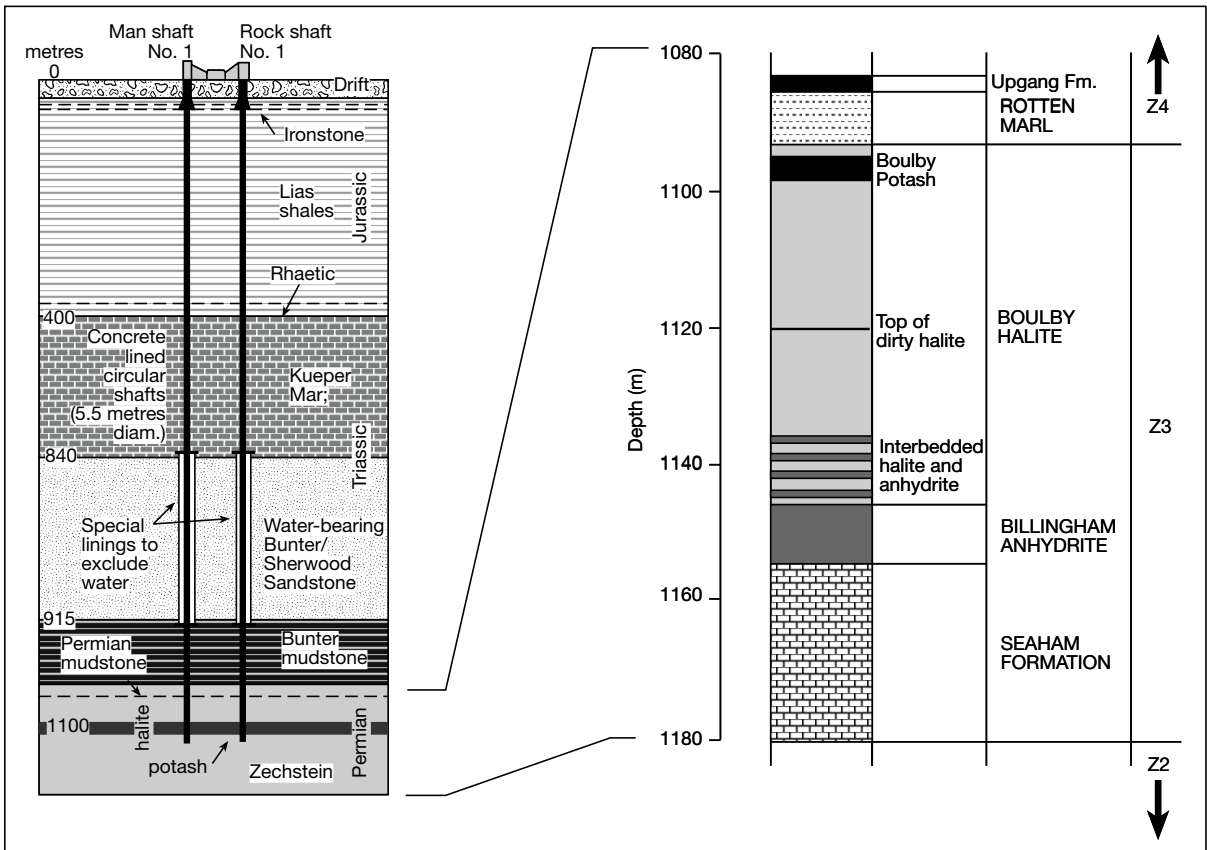 Man shaft
No. 1
Rock shaft
No. 1
metres
0
Drift
Ironstone
Lias
shales
Jurassic
Rhaetic
400
Concrete
lined
circular
shafts
(5.5 metres
diam.)
Kueper
Mar;
Triassic
840
Special
linings to
exclude
water
Water-bearing
Bunter/
Sherwood
Sandstone
915
Permian
mudstone
Bunter
mudstone
halite
1100
potash
Zechstein
Permian
Depth (m)
1080
1100
1120
1140
1160
1180
Upgang Fm.
ROTTEN
MARL
Z4
Boulby
Potash
Top of
dirty halite
BOULBY
HALITE
Z3
Interbedded
halite and
anhydrite
BILLINGHAM
ANHYDRITE
SEAHAM
FORMATION
Z2